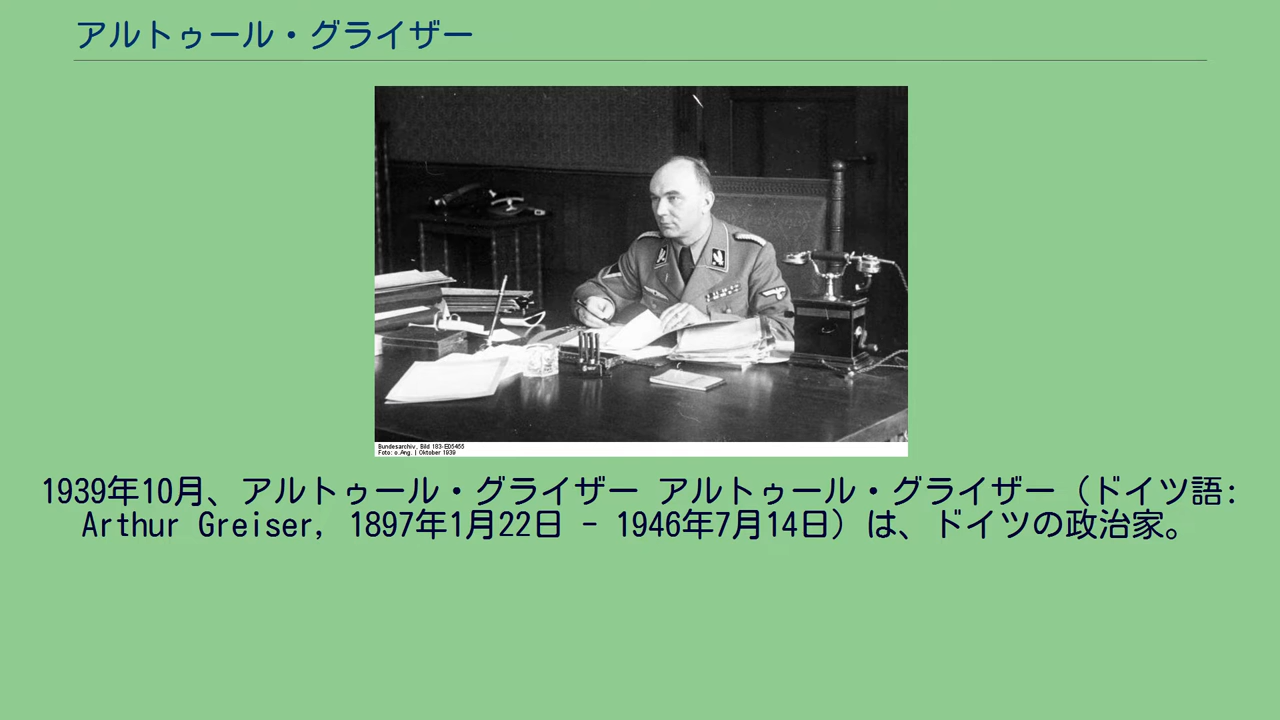 アルトゥール・グライザー
Bundesarchiv, Bild 183-E05455
Foto: o.Ang. | Oktober 1939
1939年10月、アルトゥール・グライザー アルトゥール・グライザー（ドイツ語:
Arthur Greiser, 1897年1月22日 - 1946年7月14日）は、ドイツの政治家。